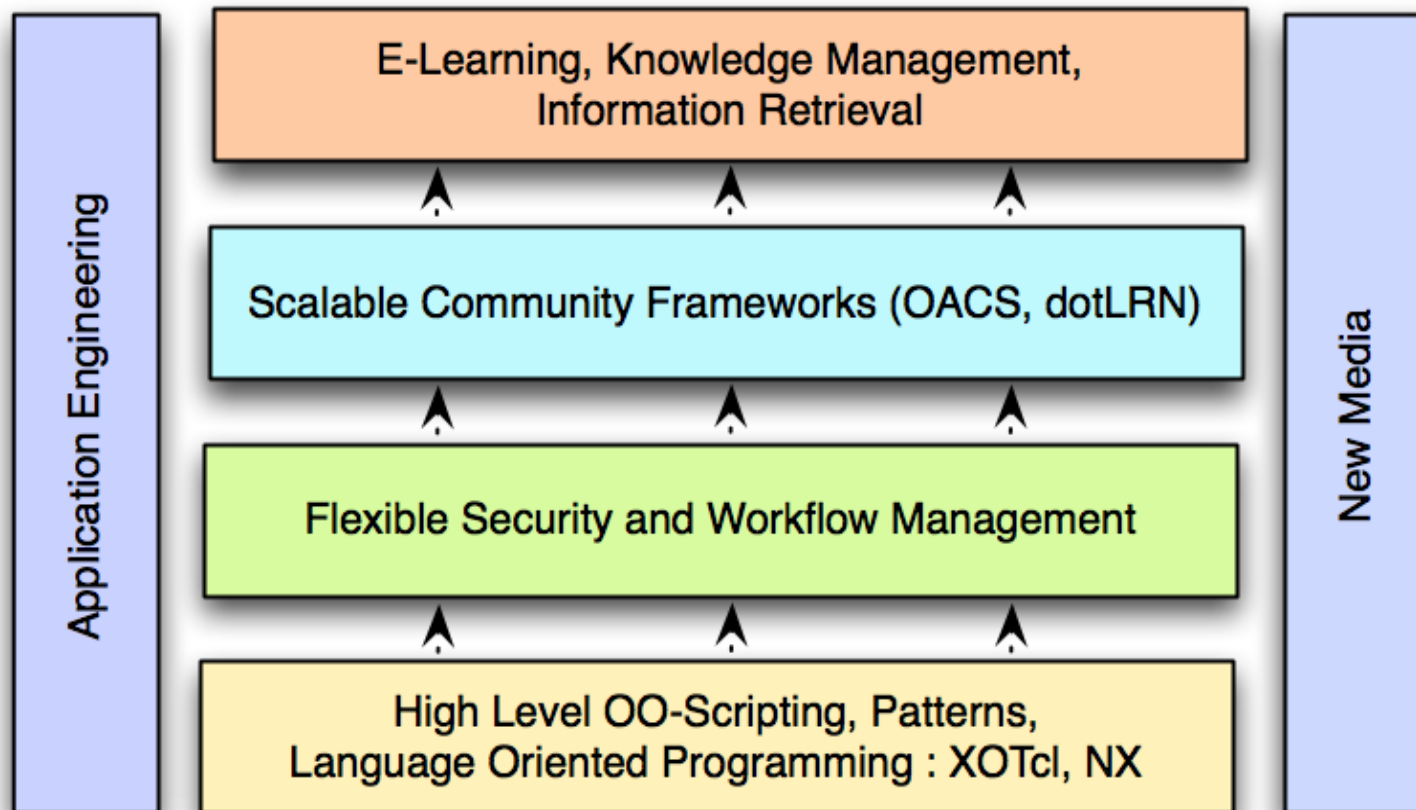 Application Engineering
E-Learning, Knowledge Management,
Information Retrieval
Scalable Community Frameworks (OACS, dotLRN)
Flexible Security and Workflow Management
High Level OO-Scripting, Patterns,
Language Oriented Programming : XOTcl, NX
New Media